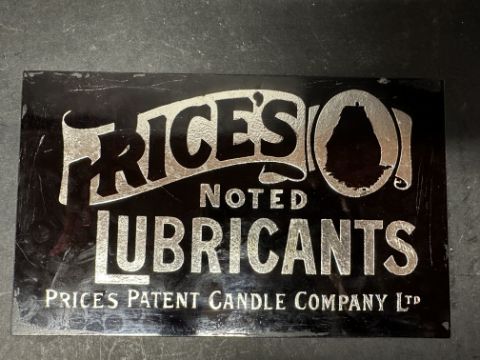 PRICE'S
NOTED
LUBRICANTS
PRICE'S PATENT CANDLE COMPANY LTD